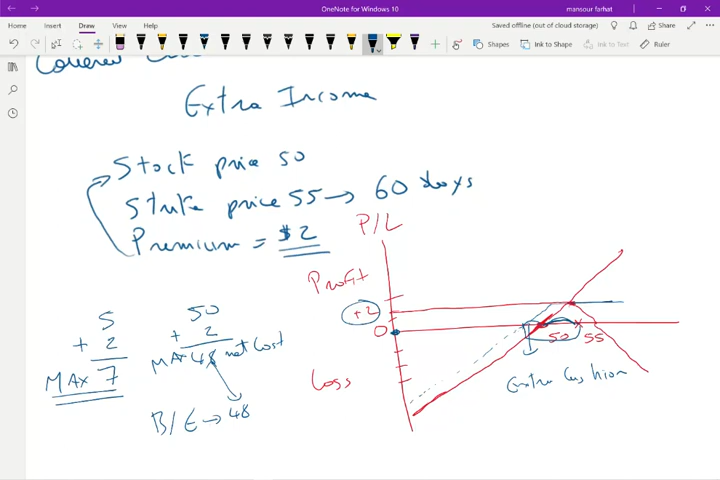 OneNote for Windows 10
mansour farhat
Home
Insert
Draw
View
Help
Saved offline (out of cloud storage)
Share
Shapes
Ink to Shape
Ink to Text
Ruler
Covered
Extra Income
Stock price 50
Strike price 55 → 60 days
Premium = $2
P/L
Profit
+2
0
Loss
50
55
extra cushion
5
+ 2
MAX 7
50
+ 2
MAX 48 net cost
B/E → 48